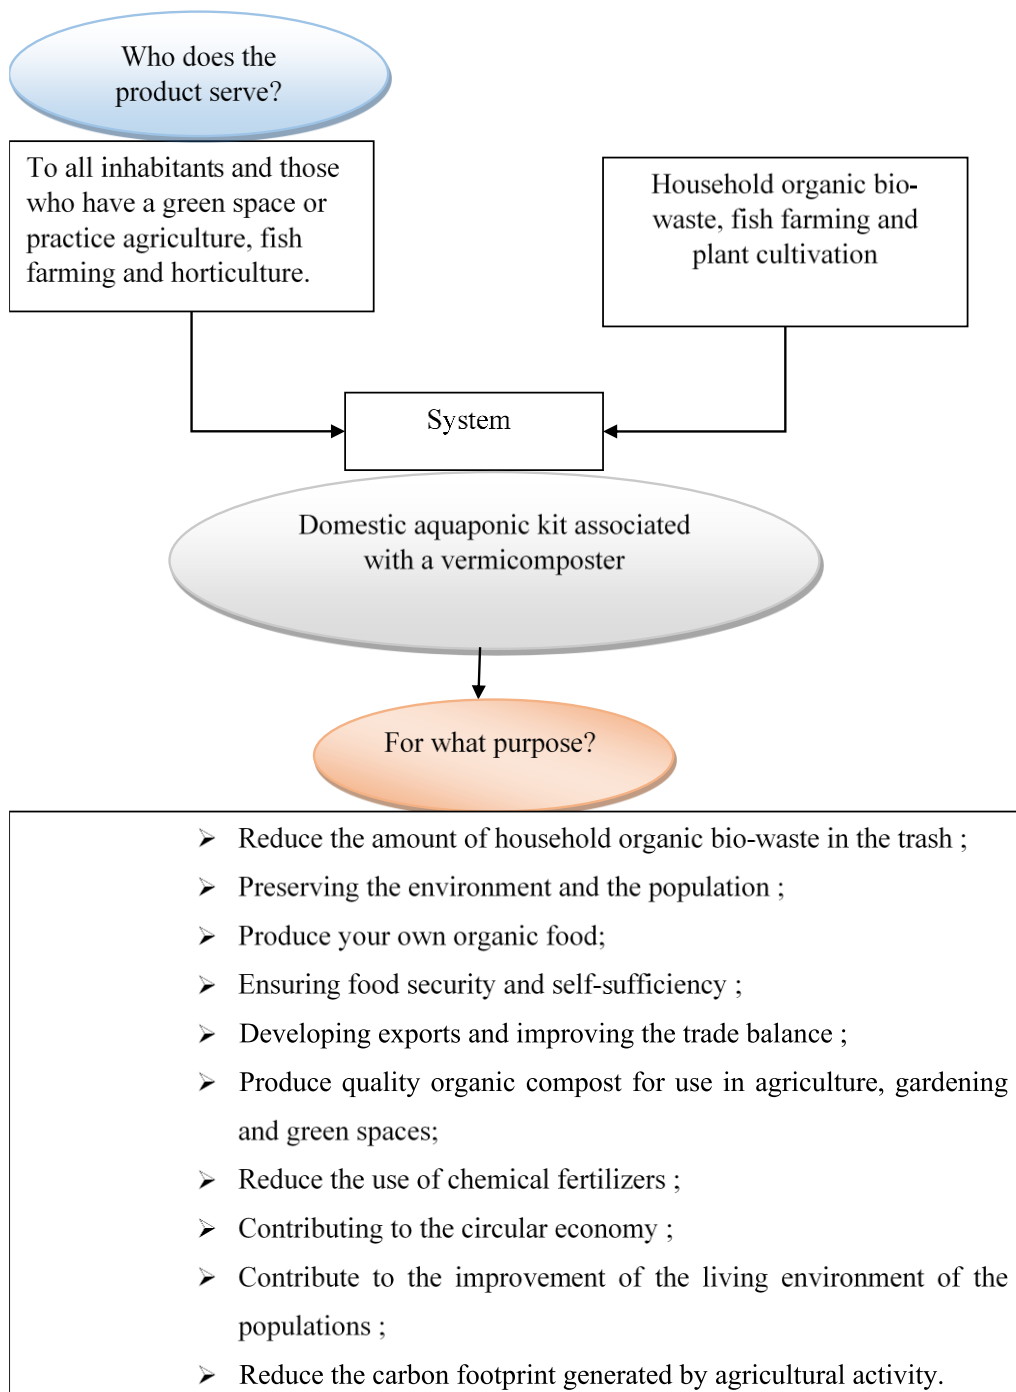 Who does the
product serve?
To all inhabitants and those
who have a green space or
practice agriculture, fish
farming and horticulture.
Household organic bio-
waste, fish farming and
plant cultivation
System
Domestic aquaponic kit associated
with a vermicomposter
For what purpose?
➢ Reduce the amount of household organic bio-waste in the trash ;
➢ Preserving the environment and the population ;
➢ Produce your own organic food;
➢ Ensuring food security and self-sufficiency ;
➢ Developing exports and improving the trade balance ;
➢ Produce quality organic compost for use in agriculture, gardening
and green spaces;
➢ Reduce the use of chemical fertilizers ;
➢ Contributing to the circular economy ;
➢ Contribute to the improvement of the living environment of the
populations ;
➢ Reduce the carbon footprint generated by agricultural activity.